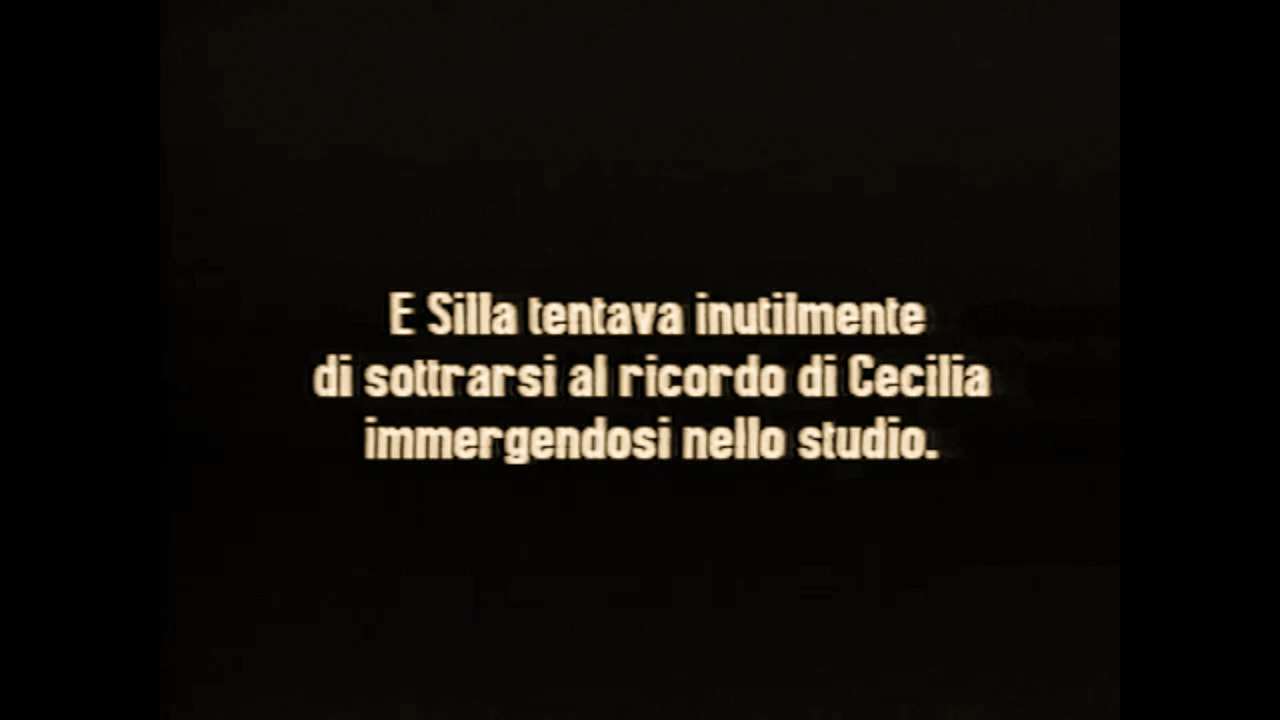 E Silla tentava inutilmente
di sottrarsi al ricordo di Cecilia
immergendosi nello studio.